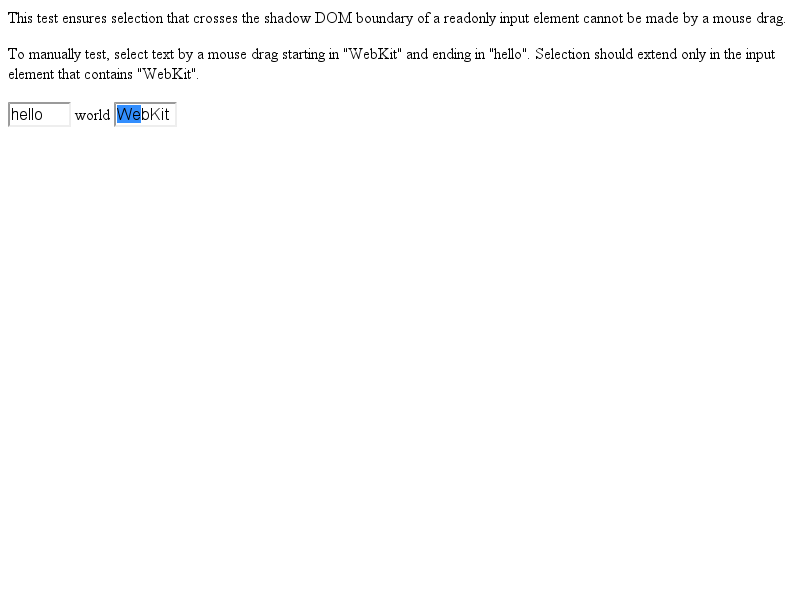 This test ensures selection that crosses the shadow DOM boundary of a readonly input element cannot be made by a mouse drag.
To manually test, select text by a mouse drag starting in "WebKit" and ending in "hello". Selection should extend only in the input
element that contains "WebKit".
hello world WebKit